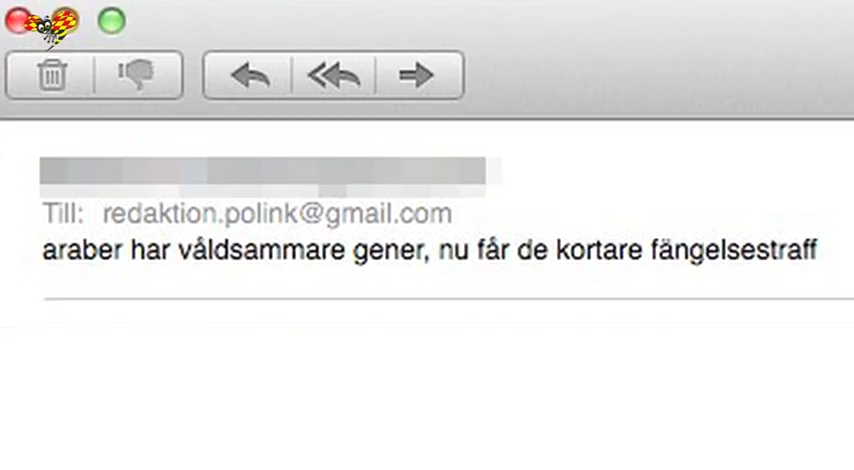 Till: redaktion.polink@gmail.com
araber har våldsammare gener, nu får de kortare fängelsestraff